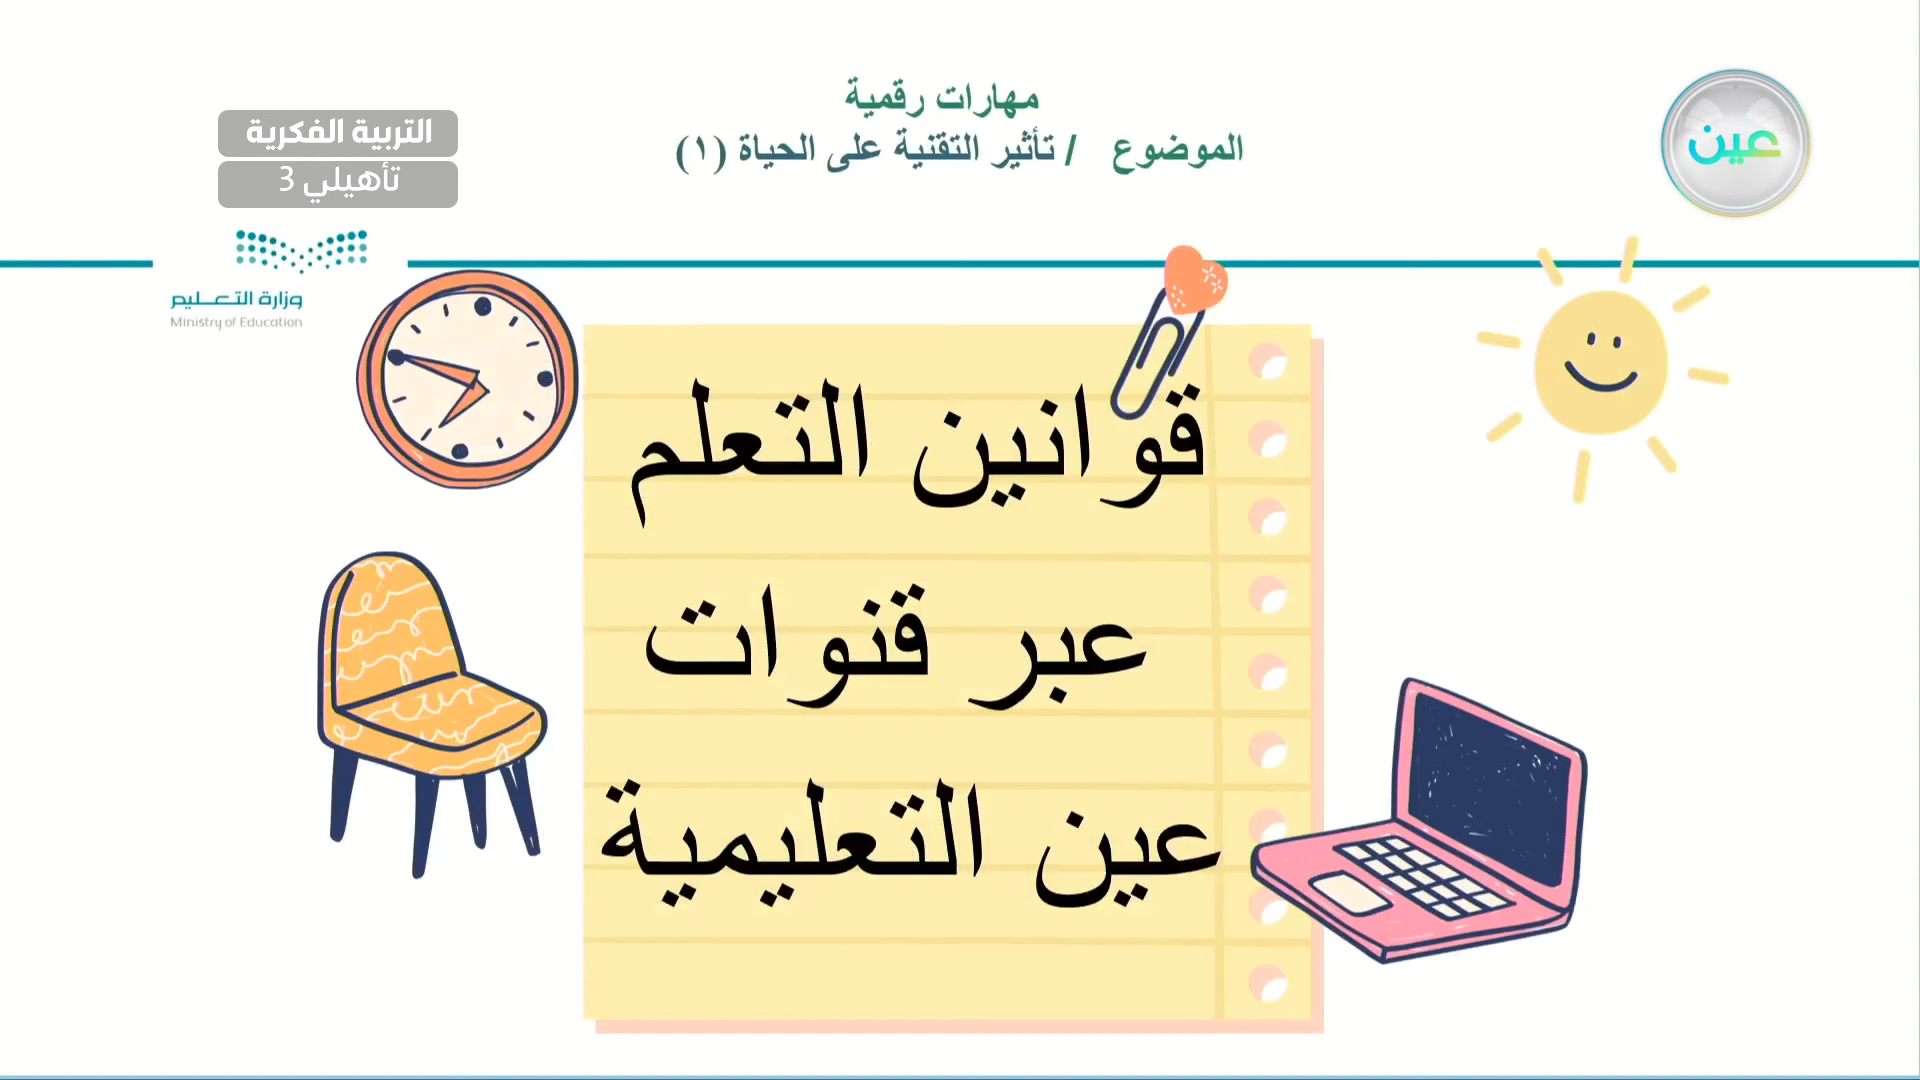 مهارات رقمية
الموضوع / تأثير التقنية على الحياة (١)
عين
التربية الفكرية
تأهيلي 3
وزارة التعليم
Ministry of Education
قوانين التعلم
عبر قنوات
عين التعليمية